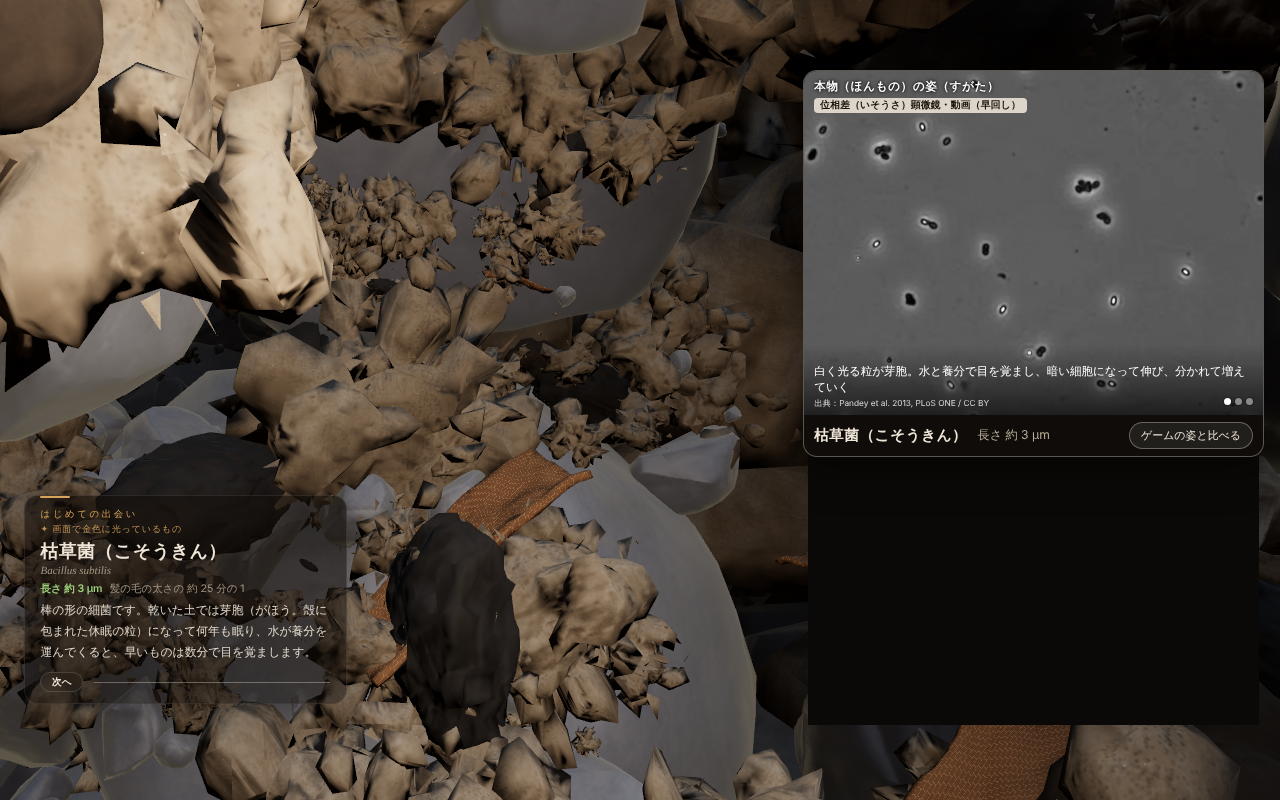 本物（ほんもの）の姿（すがた）
位相差（いそうさ）顕微鏡・動画（早回し）
白く光る粒が芽胞。水と養分で目を覚まし、暗い細胞になって伸び、分かれて増え
ていく
出典：Pandey et al. 2013, PLoS ONE / CC BY
枯草菌（こそうきん） 長さ 約 3 µm ゲームの姿と比べる
はじめての出会い
✦ 画面で金色に光っているもの
枯草菌（こそうきん）
Bacillus subtilis
長さ 約 3 µm 髪の毛の太さの 約 25 分の 1
棒の形の細菌です。乾いた土では芽胞（がほう。殻に
包まれた休眠の粒）になって何年も眠り、水が養分を
運んでくると、早いものは数分で目を覚まします。
次へ